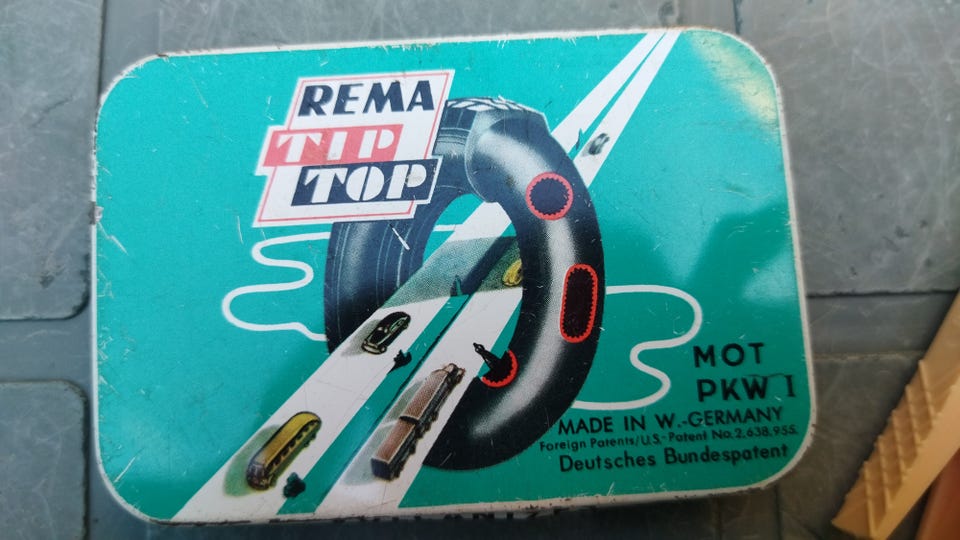 REMA
TIP
TOP
MOT
PKW I
MADE IN W.-GERMANY
Foreign Patents/U.S.-Patent No. 2,638,955.
Deutsches Bundespatent